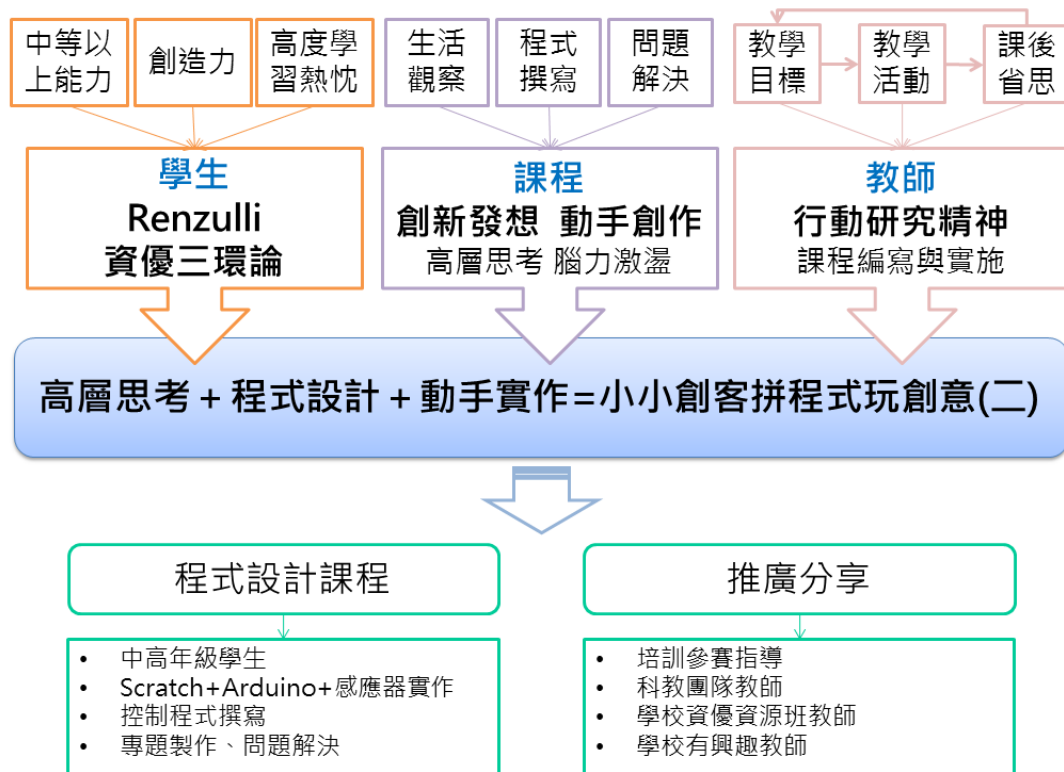 中等以
上能力
創造力
高度學
習熱忱
生活
觀察
程式
撰寫
問題
解決
教學
目標
教學
活動
課後
省思
學生
Renzulli
資優三環論
課程
創新發想 動手創作
高層思考 腦力激盪
教師
行動研究精神
課程編寫與實施
高層思考+程式設計+動手實作=小小創客拼程式玩創意(二)
程式設計課程
• 中高年級學生
• Scratch+Arduino+感應器實作
• 控制程式撰寫
• 專題製作、問題解決
推廣分享
• 培訓參賽指導
• 科教團隊教師
• 學校資優資源班教師
• 學校有興趣教師